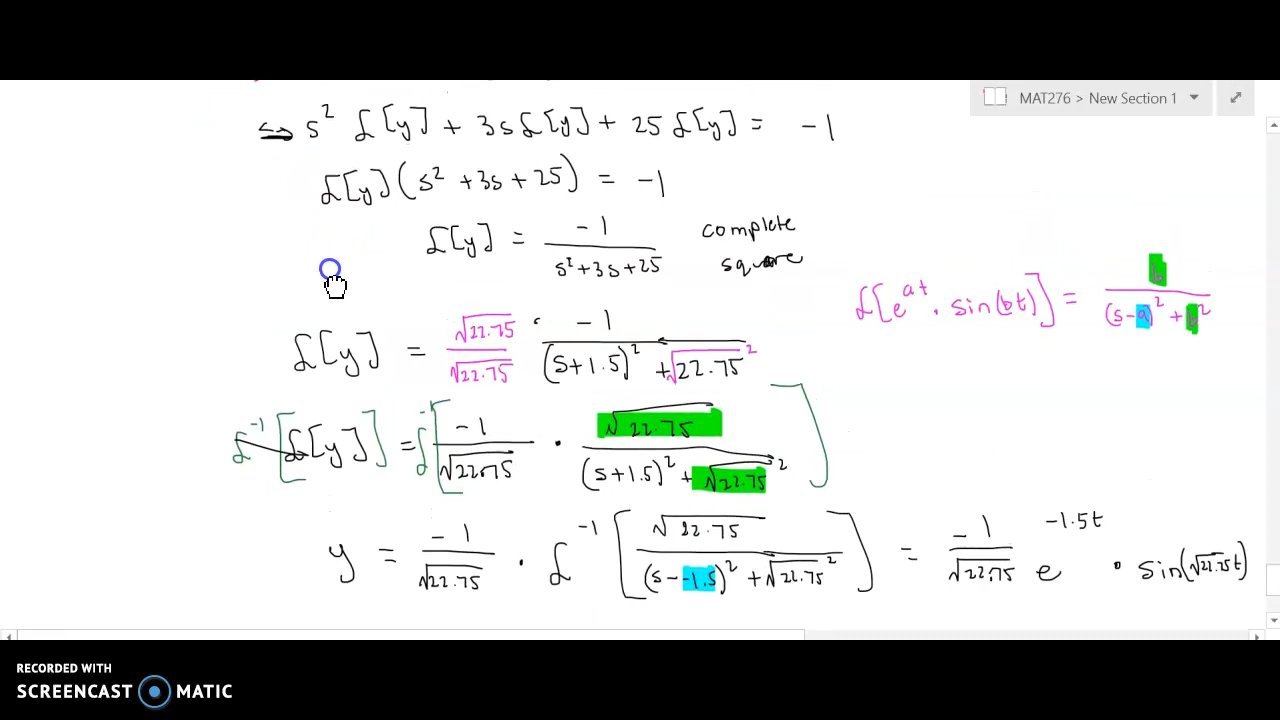 MAT276 > New Section 1
⇔ s² ℒ[y] + 3sℒ[y] + 25 ℒ[y] = -1
ℒ[y](s² + 3s + 25) = -1
ℒ[y] = -1 / (s² + 3s + 25) complete square
ℒ[e^(at) · sin(bt)] = b / ((s-a)² + b²)
ℒ[y] = √22.75 / √22.75 · -1 / ((s+1.5)² + √22.75²)
ℒ⁻¹[ℒ[y]] = ℒ⁻¹[-1 / √22.75 · √22.75 / ((s+1.5)² + √22.75²)]
y = -1 / √22.75 · ℒ⁻¹[√22.75 / ((s - -1.5)² + √22.75²)] = -1 / √22.75 e^(-1.5t) · sin(√22.75t)
RECORDED WITH
SCREENCAST MATIC